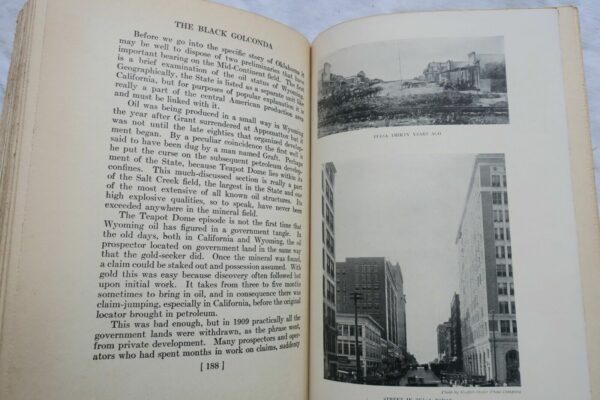 THE BLACK GOLCONDA
Before we go into the specific story of Oklahoma it
may be well to dispose of two preliminaries that have
important bearing on the Mid-Continent field. The first
is a brief examination of the oil status of Wyoming.
Geographically, the State is listed as a separate unit like
California, but for purposes of popular explanation it is
really a part of the central American production area
and must be linked with it.
Oil was being produced in a small way in Wyoming
the year after Grant surrendered at Appomattox but it
was not until the late eighties that organized develop-
ment began. By a peculiar coincidence the first well is
said to have been dug by a man named Graft. Perhaps
he put the curse on the subsequent petroleum develop-
ment of the State, because Teapot Dome lies within its
confines. This much-discussed section is really a part
of the Salt Creek field, the largest in the State and one
of the most extensive of all known oil structures. Its
high explosive qualities, so to speak, have never been
exceeded anywhere in the mineral field.
The Teapot Dome episode is not the first time that
Wyoming oil has figured in a government tangle. In
the old days, both in California and Wyoming, the oil
prospector located on government land in the same way
that the gold-seeker did. Once the mineral was found,
a claim could be staked out and possession assumed. With
gold this was easy because discovery often followed but
upon initial work. It takes from three to five months
sometimes to bring in oil, and in consequence there was
claim-jumping, especially in California, before the original
locator brought in petroleum.
This was bad enough, but in 1909 practically all the
government lands were withdrawn, as the phrase went,
from private development. Many prospectors and oper-
ators who had spent months in work on claims, suddenly
[ 188 ]
TULSA THIRTY YEARS AGO
STREET IN TULSA TODAY